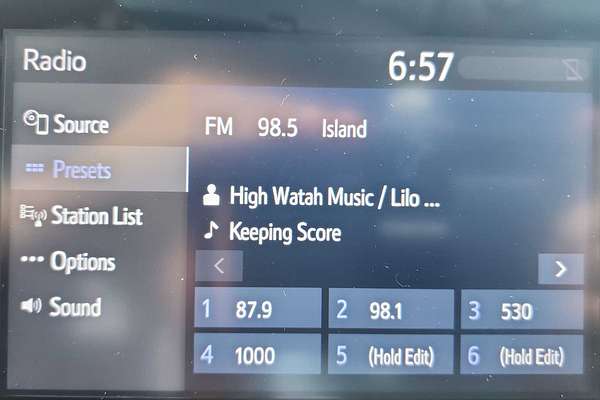 Radio 6:57
Source
Presets
Station List
Options
Sound
FM 98.5 Island
High Watah Music / Lilo ...
Keeping Score
< >
1 87.9 2 98.1 3 530
4 1000 5 (Hold Edit) 6 (Hold Edit)